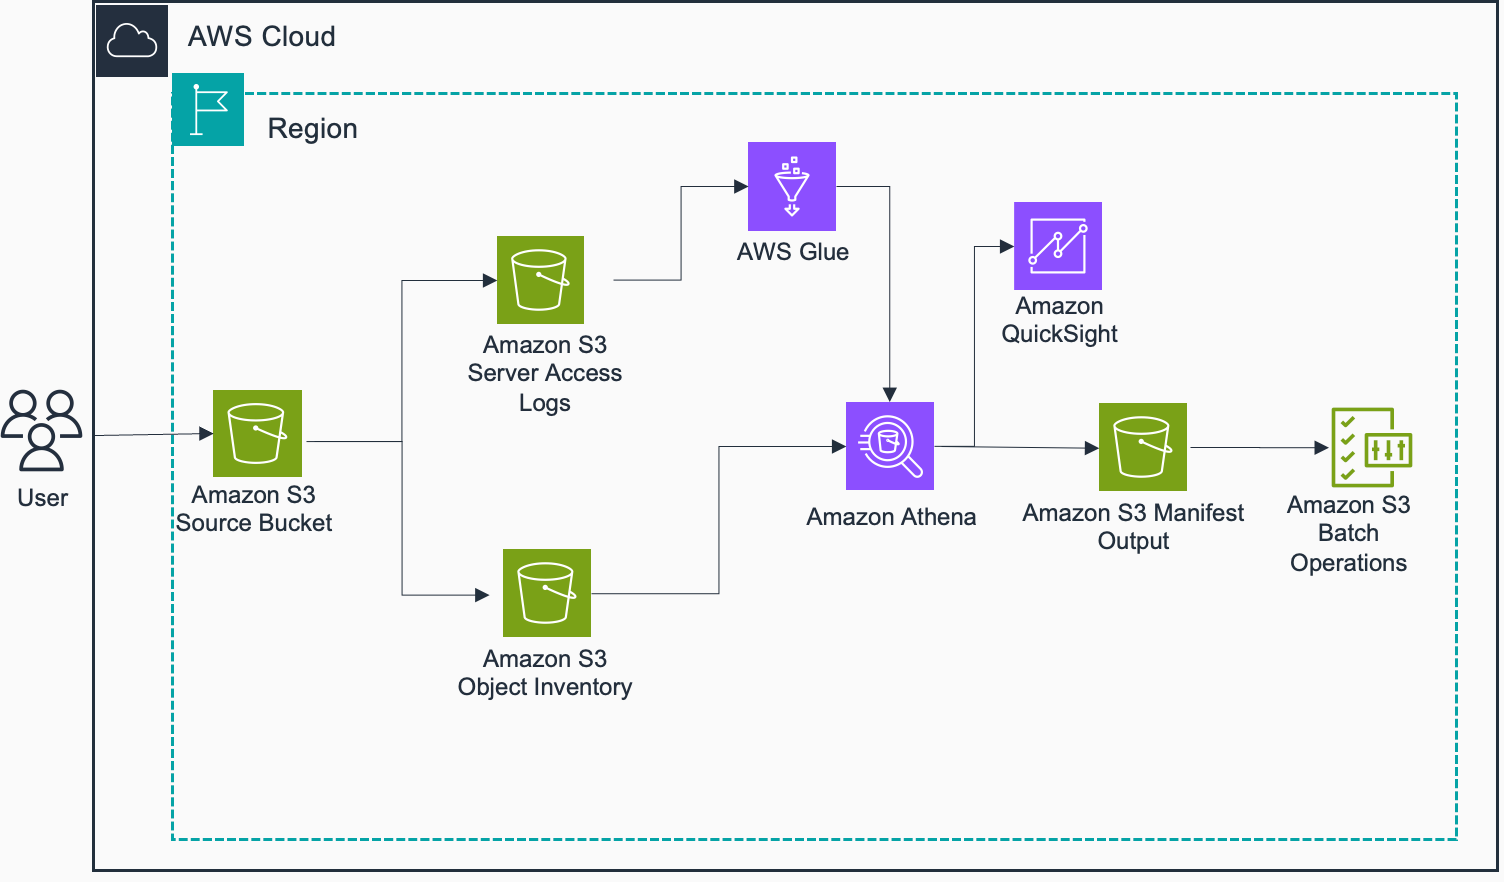 AWS Cloud
Region
AWS Glue
Amazon
QuickSight
Amazon S3
Server Access
Logs
User
Amazon S3
Source Bucket
Amazon Athena
Amazon S3 Manifest
Output
Amazon S3
Batch
Operations
Amazon S3
Object Inventory